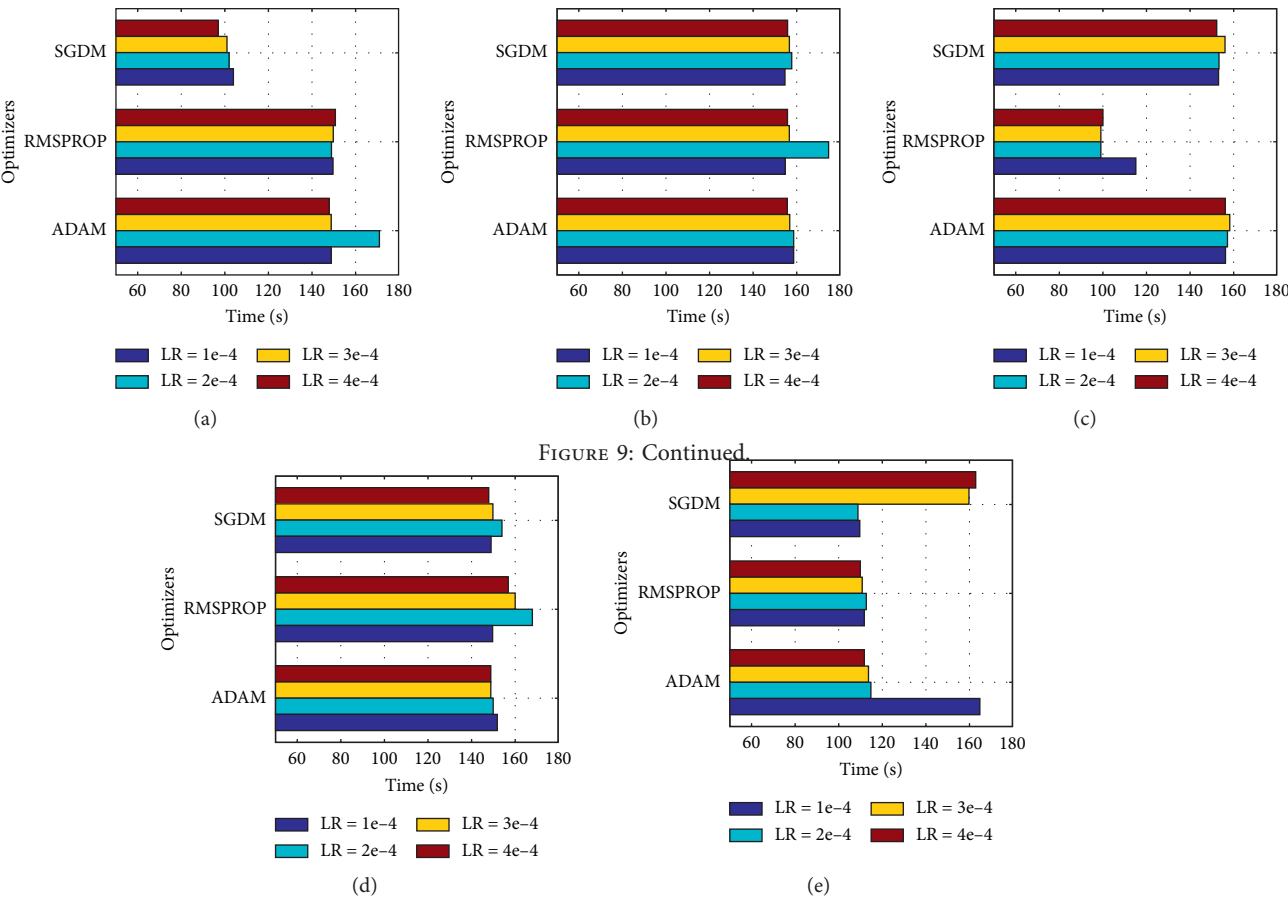 SGDM
RMSPROP
ADAM
Optimizers
60 80 100 120 140 160 180
Time (s)
LR = 1e–4 LR = 3e–4
LR = 2e–4 LR = 4e–4
(a)
SGDM
RMSPROP
ADAM
Optimizers
60 80 100 120 140 160 180
Time (s)
LR = 1e–4 LR = 3e–4
LR = 2e–4 LR = 4e–4
(b)
SGDM
RMSPROP
ADAM
Optimizers
60 80 100 120 140 160 180
Time (s)
LR = 1e–4 LR = 3e–4
LR = 2e–4 LR = 4e–4
(c)
FIGURE 9: Continued.
SGDM
RMSPROP
ADAM
Optimizers
60 80 100 120 140 160 180
Time (s)
LR = 1e–4 LR = 3e–4
LR = 2e–4 LR = 4e–4
(d)
SGDM
RMSPROP
ADAM
Optimizers
60 80 100 120 140 160 180
Time (s)
LR = 1e–4 LR = 3e–4
LR = 2e–4 LR = 4e–4
(e)